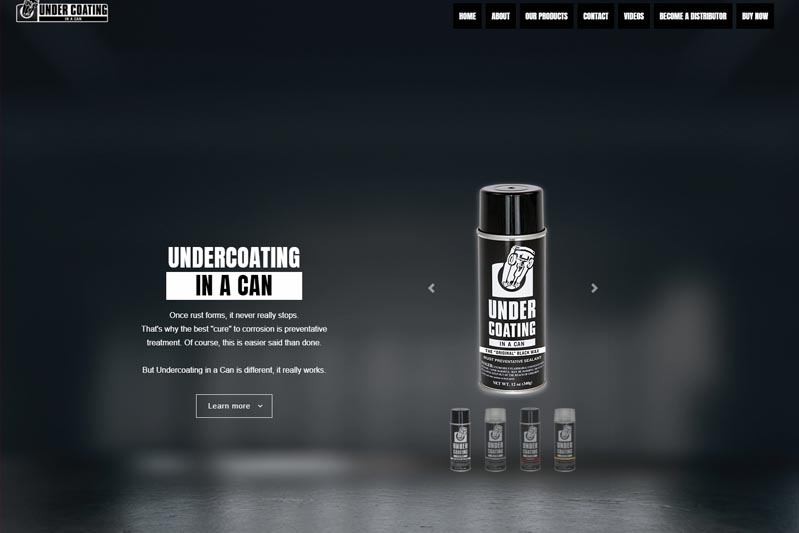 UNDER COATING
IN A CAN
HOME
ABOUT
OUR PRODUCTS
CONTACT
VIDEOS
BECOME A DISTRIBUTOR
BUY NOW
UNDERCOATING
IN A CAN
Once rust forms, it never really stops.
That's why the best "cure" to corrosion is preventative
treatment. Of course, this is easier said than done.
But Undercoating in a Can is different, it really works.
Learn more
UNDER
COATING
IN A CAN
THE "ORIGINAL" BLACK WAX
RUST PREVENTATIVE SEALANT
NET WT. 12 oz (340g)
UNDER
COATING
UNDER
COATING
UNDER
COATING
UNDER
COATING